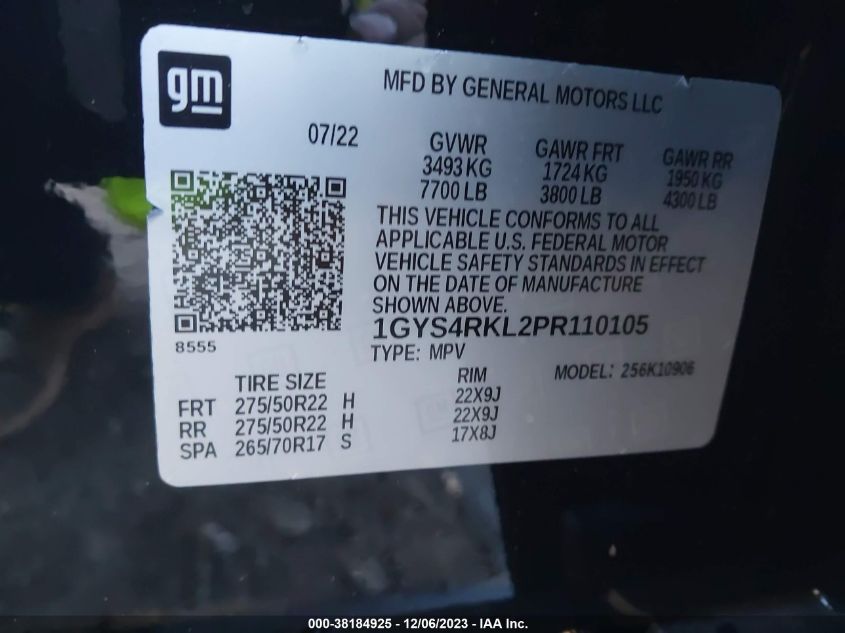 gm
MFD BY GENERAL MOTORS LLC
07/22
GVWR GAWR FRT GAWR RR
3493 KG 1724 KG 1950 KG
7700 LB 3800 LB 4300 LB
THIS VEHICLE CONFORMS TO ALL
APPLICABLE U.S. FEDERAL MOTOR
VEHICLE SAFETY STANDARDS IN EFFECT
ON THE DATE OF MANUFACTURE
SHOWN ABOVE.
1GYS4RKL2PR110105
8555
TYPE: MPV
MODEL: 256K10906
TIRE SIZE RIM
FRT 275/50R22 H 22X9J
RR 275/50R22 H 22X9J
SPA 265/70R17 S 17X8J
000-38184925 - 12/06/2023 - IAA Inc.